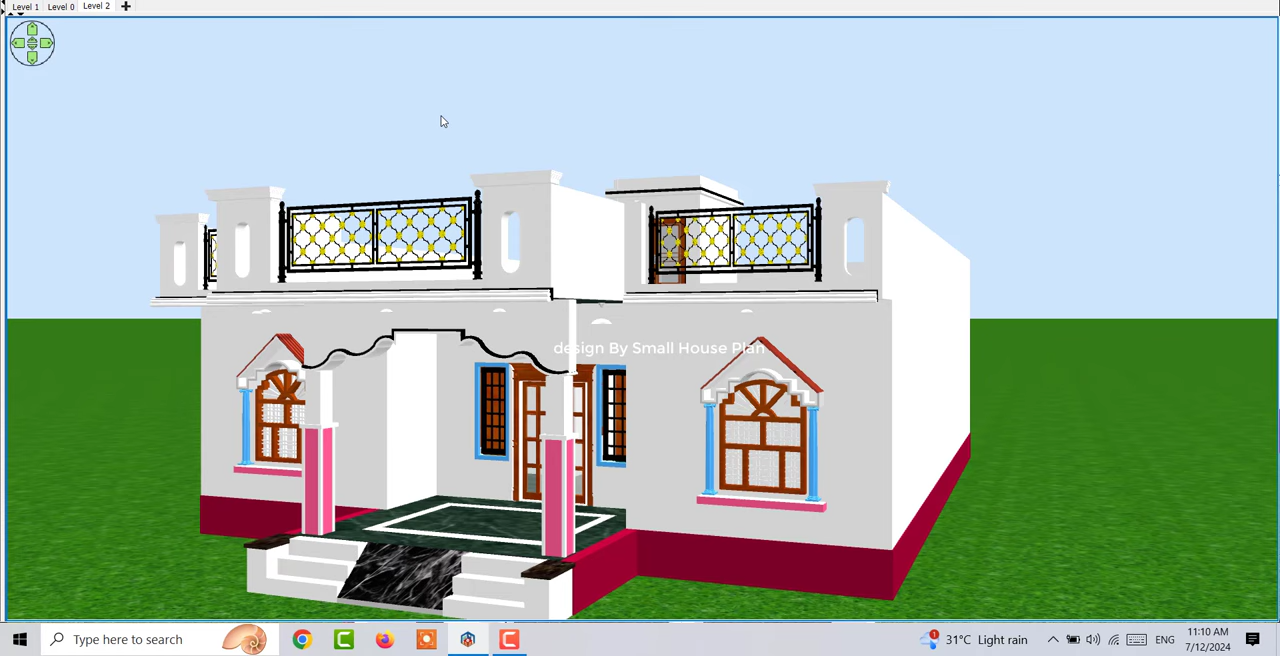 Level 1 Level 0 Level 2
design By Small House Plan
Type here to search
1
31°C Light rain
ENG
11:10 AM
7/12/2024